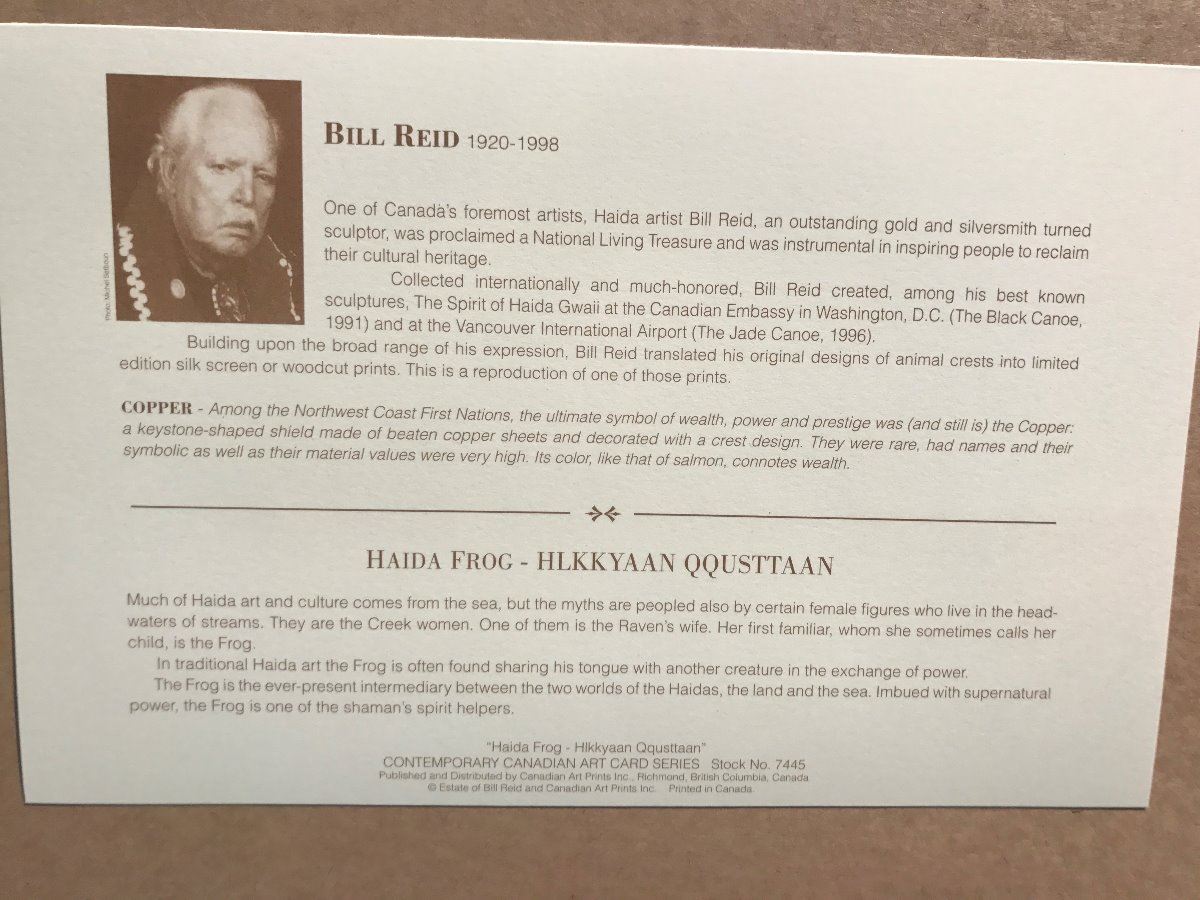 BILL REID 1920-1998
One of Canada's foremost artists, Haida artist Bill Reid, an outstanding gold and silversmith turned
sculptor, was proclaimed a National Living Treasure and was instrumental in inspiring people to reclaim
their cultural heritage.
Collected internationally and much-honored, Bill Reid created, among his best known
sculptures, The Spirit of Haida Gwaii at the Canadian Embassy in Washington, D.C. (The Black Canoe,
1991) and at the Vancouver International Airport (The Jade Canoe, 1996).
Building upon the broad range of his expression, Bill Reid translated his original designs of animal crests into limited
edition silk screen or woodcut prints. This is a reproduction of one of those prints.
COPPER - Among the Northwest Coast First Nations, the ultimate symbol of wealth, power and prestige was (and still is) the Copper:
a keystone-shaped shield made of beaten copper sheets and decorated with a crest design. They were rare, had names and their
symbolic as well as their material values were very high. Its color, like that of salmon, connotes wealth.
HAIDA FROG - HLKKYAAN QQUSTTAAN
Much of Haida art and culture comes from the sea, but the myths are peopled also by certain female figures who live in the head-
waters of streams. They are the Creek women. One of them is the Raven's wife. Her first familiar, whom she sometimes calls her
child, is the Frog.
In traditional Haida art the Frog is often found sharing his tongue with another creature in the exchange of power.
The Frog is the ever-present intermediary between the two worlds of the Haidas, the land and the sea. Imbued with supernatural
power, the Frog is one of the shaman's spirit helpers.
"Haida Frog - Hlkkyaan Qqusttaan"
CONTEMPORARY CANADIAN ART CARD SERIES Stock No. 7445
Published and Distributed by Canadian Art Prints Inc., Richmond, British Columbia, Canada
© Estate of Bill Reid and Canadian Art Prints Inc. Printed in Canada.
Photo: Michel